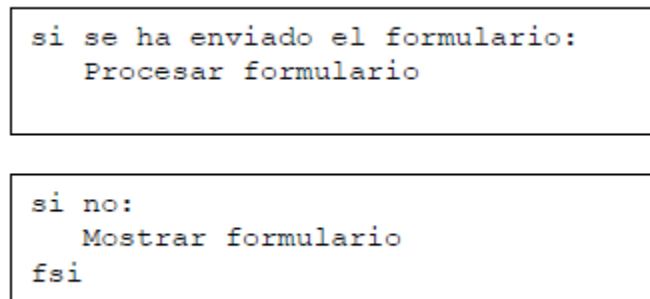 si se ha enviado el formulario:
Procesar formulario
si no:
Mostrar formulario
fsi